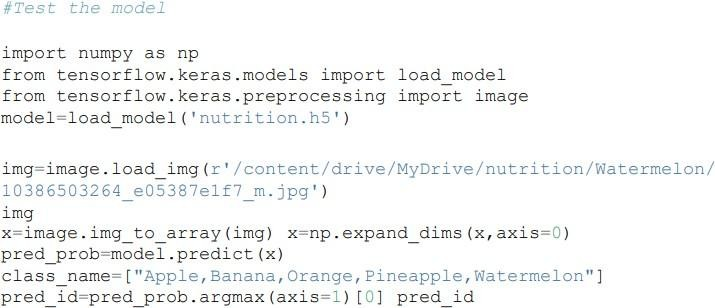 #Test the model
import numpy as np
from tensorflow.keras.models import load_model
from tensorflow.keras.preprocessing import image
model=load_model('nutrition.h5')
img=image.load_img(r'/content/drive/MyDrive/nutrition/Watermelon/
10386503264_e05387e1f7_m.jpg')
img
x=image.img_to_array(img) x=np.expand_dims(x,axis=0)
pred_prob=model.predict(x)
class_name=["Apple,Banana,Orange,Pineapple,Watermelon"]
pred_id=pred_prob.argmax(axis=1)[0] pred_id